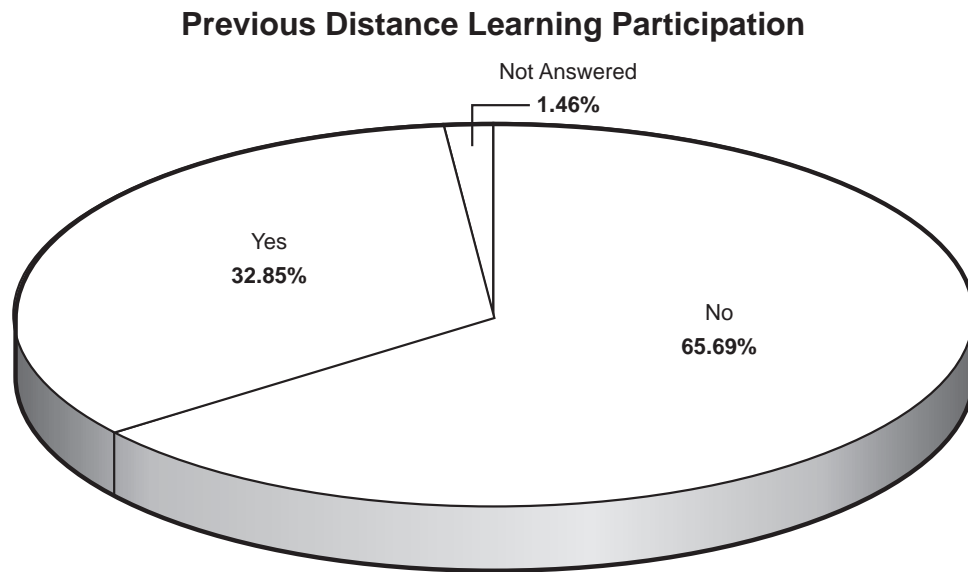 Previous Distance Learning Participation
Not Answered
1.46%
Yes
32.85%
No
65.69%